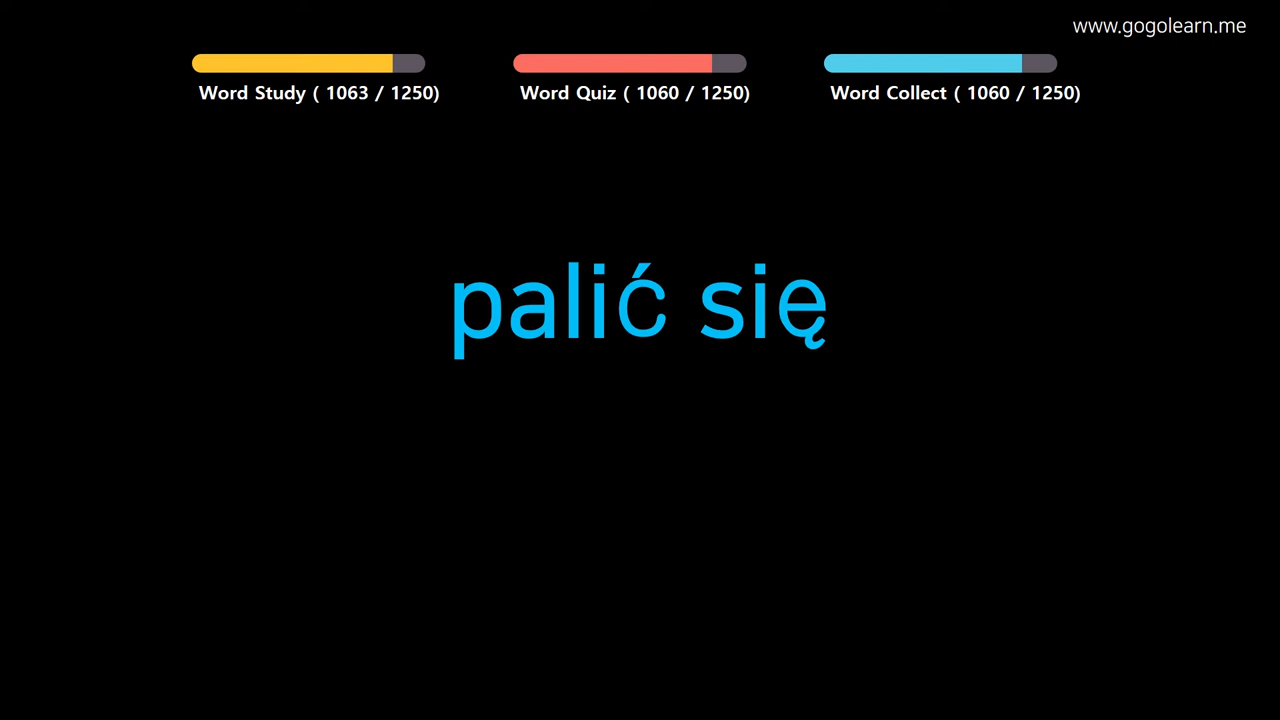 www.gogolearn.me
Word Study ( 1063 / 1250)
Word Quiz ( 1060 / 1250)
Word Collect ( 1060 / 1250)
palić się